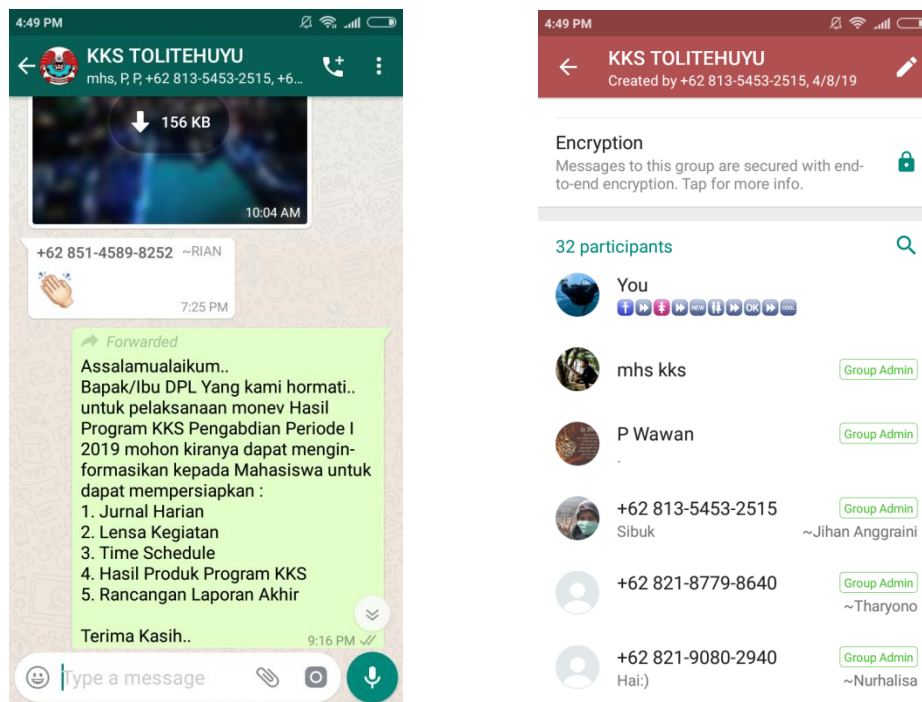 4:49 PM
KKS TOLITEHUYU
mhs, P, P, +62 813-5453-2515, +6...
156 KB
10:04 AM
+62 851-4589-8252 ~RIAN
7:25 PM
Forwarded
Assalamualaikum..
Bapak/Ibu DPL Yang kami hormati..
untuk pelaksanaan monev Hasil
Program KKS Pengabdian Periode I
2019 mohon kiranya dapat mengin-
formasikan kepada Mahasiswa untuk
dapat mempersiapkan :
1. Jurnal Harian
2. Lensa Kegiatan
3. Time Schedule
4. Hasil Produk Program KKS
5. Rancangan Laporan Akhir
Terima Kasih..
9:16 PM
Type a message
4:49 PM
KKS TOLITEHUYU
Created by +62 813-5453-2515, 4/8/19
Encryption
Messages to this group are secured with end-
to-end encryption. Tap for more info.
32 participants
You
NEW OK COOL
mhs kks Group Admin
P Wawan Group Admin
.
+62 813-5453-2515 Group Admin
Sibuk ~Jihan Anggraini
+62 821-8779-8640 Group Admin
~Tharyono
+62 821-9080-2940 Group Admin
Hai:) ~Nurhalisa